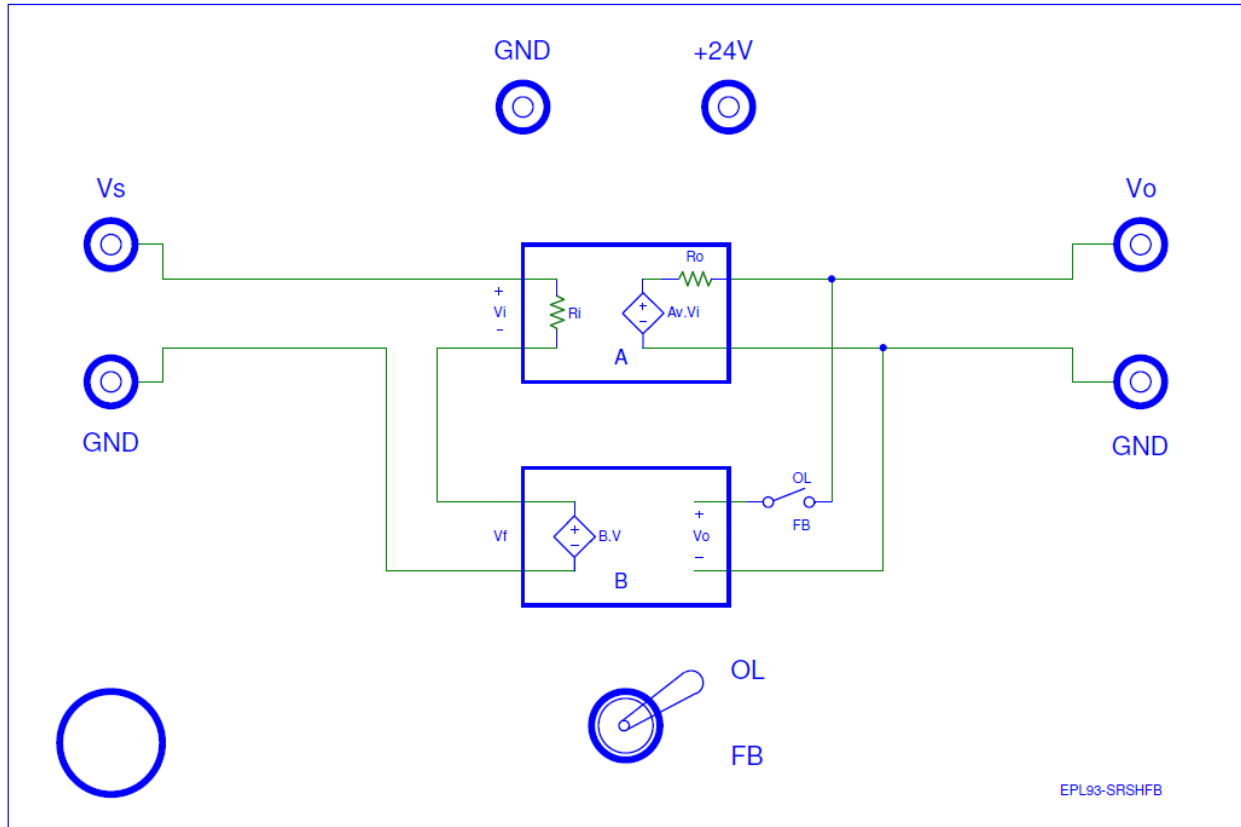 GND
+24V
Vs
Vo
Ro
+
Vi
-
Ri
+
-
Av.Vi
A
GND
GND
OL
FB
Vf
+
-
B.V
+
Vo
-
B
OL
FB
EPL93-SRSHFB